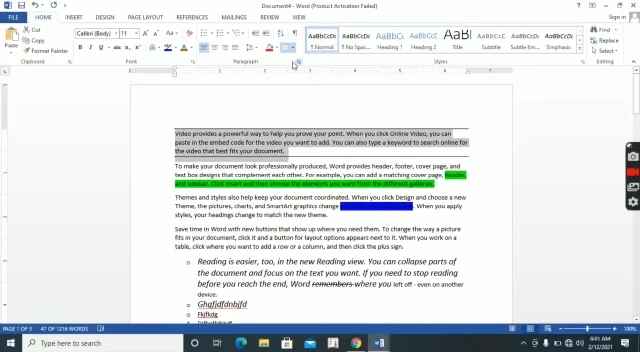 Document4 - Word (Product Activation Failed)
Sign in
FILE HOME INSERT DESIGN PAGE LAYOUT REFERENCES MAILINGS REVIEW VIEW
Paste
Cut
Copy
Format Painter
Calibri (Body) 11
AaBbCcDc AaBbCcDc AaBbCc AaBbCc AaBl AaBbCcD AaBbCcDc AaBbCcDc
¶ Normal ¶ No Spac... Heading 1 Heading 2 Title Subtitle Subtle Em... Emphasis
Find
Replace
Select
Clipboard Font Paragraph Styles Editing
Video provides a powerful way to help you prove your point. When you click Online Video, you can
paste in the embed code for the video you want to add. You can also type a keyword to search online for
the video that best fits your document.
To make your document look professionally produced, Word provides header, footer, cover page, and
text box designs that complement each other. For example, you can add a matching cover page, header,
and sidebar. Click Insert and then choose the elements you want from the different galleries.
Themes and styles also help keep your document coordinated. When you click Design and choose a new
Theme, the pictures, charts, and SmartArt graphics change . When you apply
styles, your headings change to match the new theme.
Save time in Word with new buttons that show up where you need them. To change the way a picture
fits in your document, click it and a button for layout options appears next to it. When you work on a
table, click where you want to add a row or a column, and then click the plus sign.
o Reading is easier, too, in the new Reading view. You can collapse parts of
the document and focus on the text you want. If you need to stop reading
before you reach the end, Word remembers where you left off - even on another
device.
o Ghgfjdfdnbjfd
o Fkjfkdg
PAGE 1 OF 3 47 OF 1216 WORDS
100%
Type here to search
6:01 AM
2/12/2021